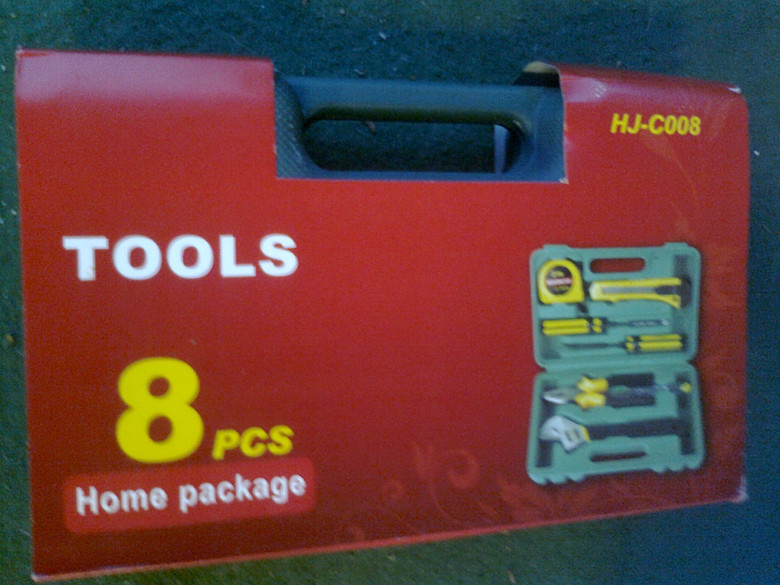 HJ-C008
TOOLS
8 PCS
Home package